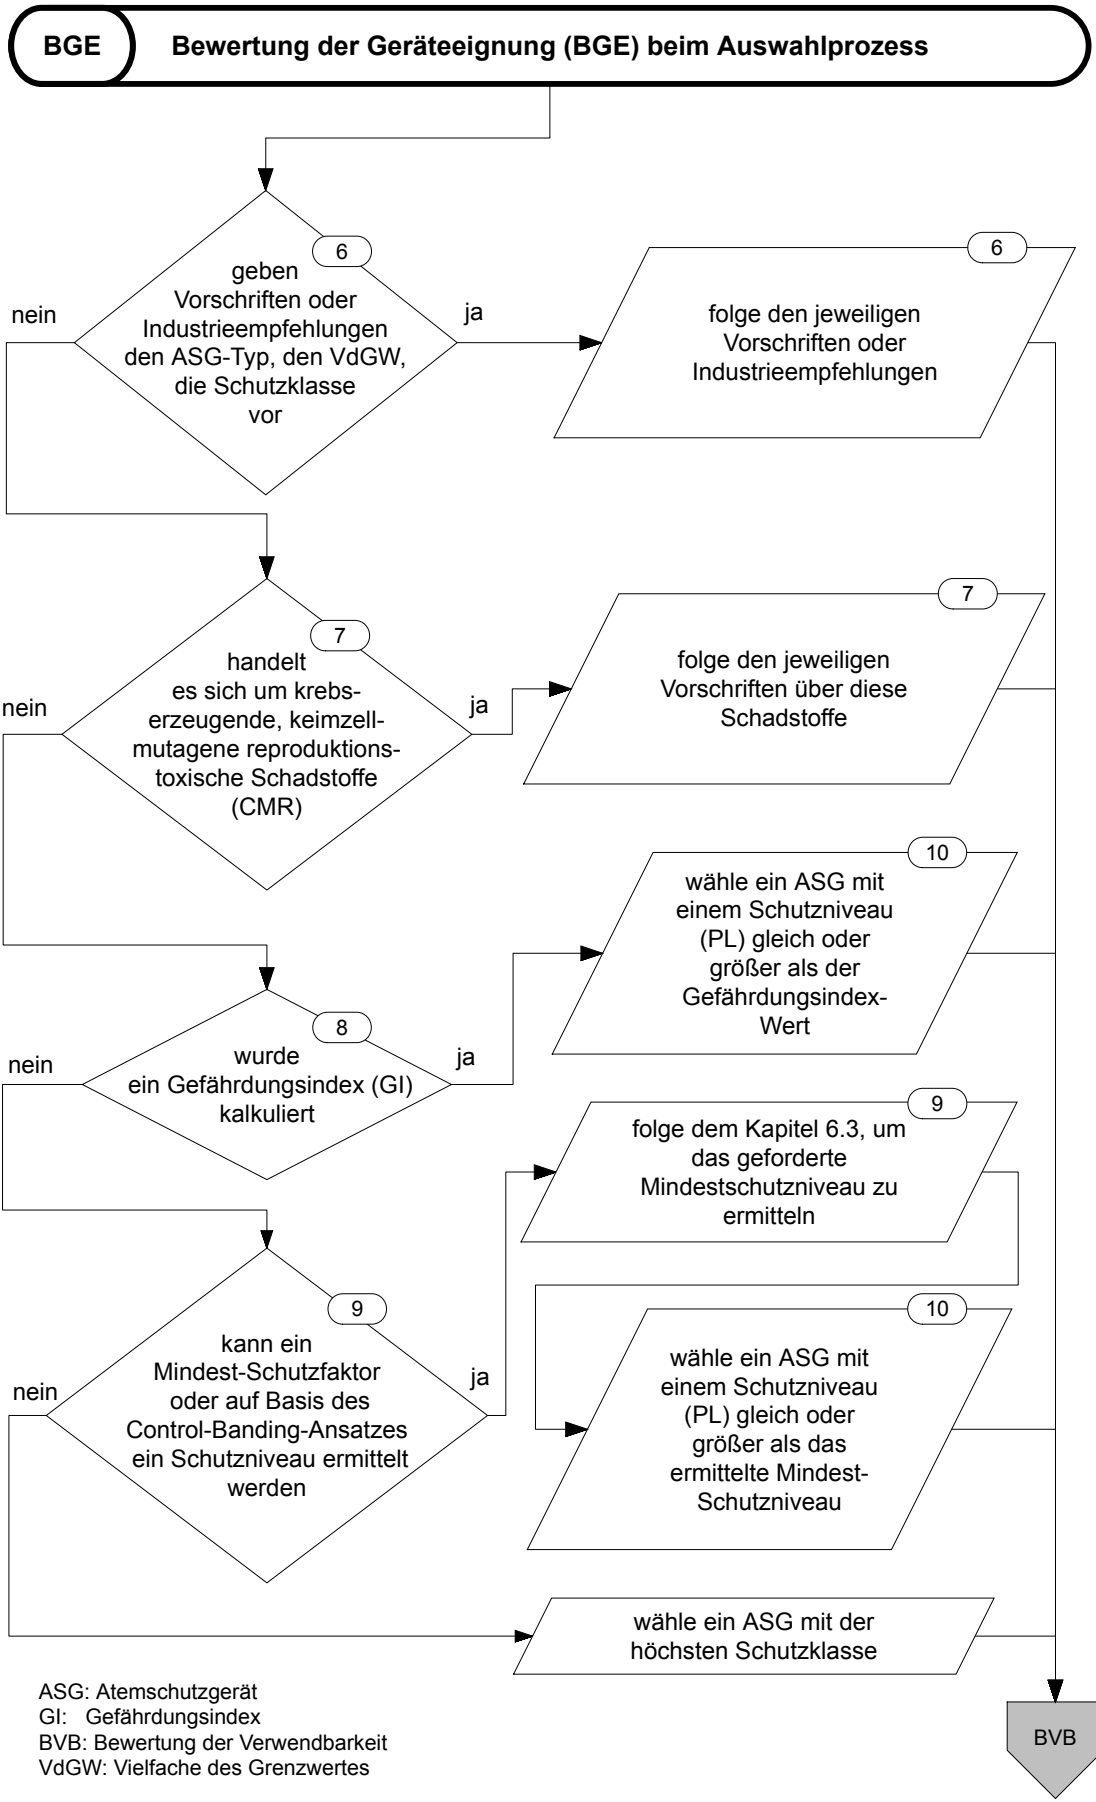 BGE
Bewertung der Geräteeignung (BGE) beim Auswahlprozess
6
geben
Vorschriften oder
Industrieempfehlungen
den ASG-Typ, den VdGW,
die Schutzklasse
vor
nein
ja
6
folge den jeweiligen
Vorschriften oder
Industrieempfehlungen
7
handelt
es sich um krebs-
erzeugende, keimzell-
mutagene reproduktions-
toxische Schadstoffe
(CMR)
nein
ja
7
folge den jeweiligen
Vorschriften über diese
Schadstoffe
10
wähle ein ASG mit
einem Schutzniveau
(PL) gleich oder
größer als der
Gefährdungsindex-
Wert
8
wurde
ein Gefährdungsindex (GI)
kalkuliert
nein
ja
9
folge dem Kapitel 6.3, um
das geforderte
Mindestschutzniveau zu
ermitteln
9
kann ein
Mindest-Schutzfaktor
oder auf Basis des
Control-Banding-Ansatzes
ein Schutzniveau ermittelt
werden
nein
ja
10
wähle ein ASG mit
einem Schutzniveau
(PL) gleich oder
größer als das
ermittelte Mindest-
Schutzniveau
wähle ein ASG mit der
höchsten Schutzklasse
ASG: Atemschutzgerät
GI: Gefährdungsindex
BVB: Bewertung der Verwendbarkeit
VdGW: Vielfache des Grenzwertes
BVB